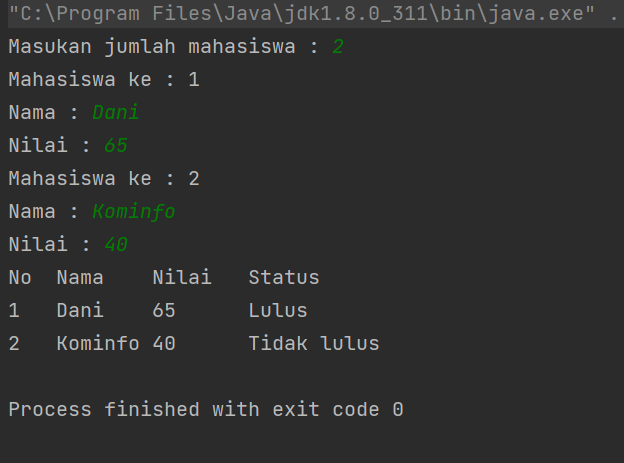 "C:\Program Files\Java\jdk1.8.0_311\bin\java.exe" .
Masukan jumlah mahasiswa : 2
Mahasiswa ke : 1
Nama : Dani
Nilai : 65
Mahasiswa ke : 2
Nama : Kominfo
Nilai : 40
No  Nama    Nilai   Status
1   Dani    65      Lulus
2   Kominfo 40      Tidak lulus
Process finished with exit code 0